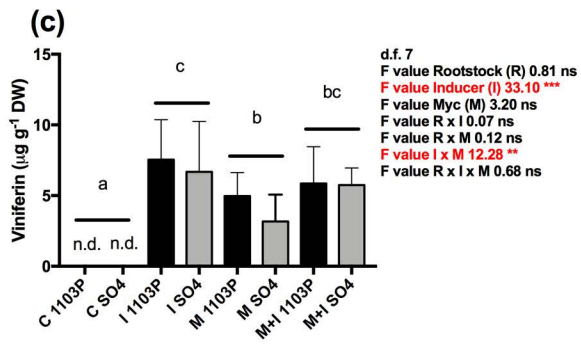 (c)
Viniferin (µg g-1 DW)
15
10
5
0
a
n.d. n.d.
c
b
bc
C 1103P
C SO4
I 1103P
I SO4
M 1103P
M SO4
M+I 1103P
M+I SO4
d.f. 7
F value Rootstock (R) 0.81 ns
F value Inducer (I) 33.10 ***
F value Myc (M) 3.20 ns
F value R x I 0.07 ns
F value R x M 0.12 ns
F value I x M 12.28 **
F value R x I x M 0.68 ns